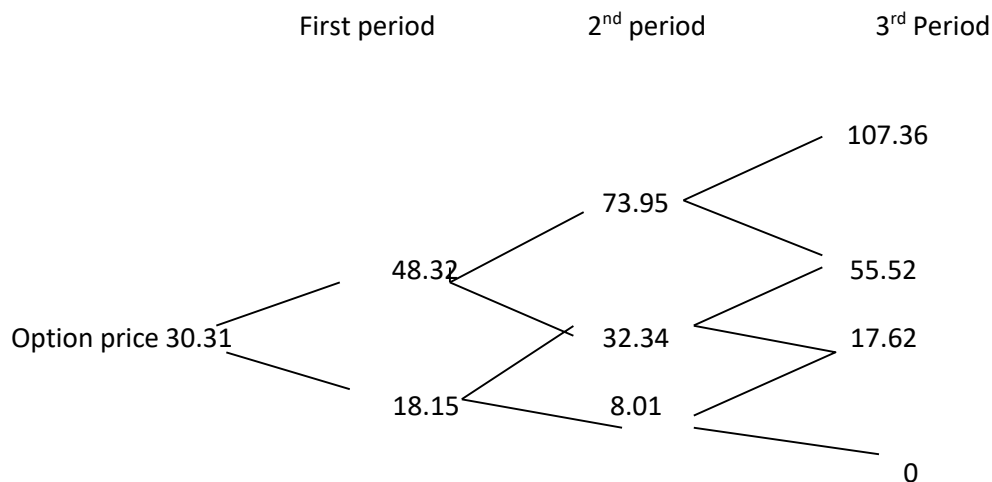 First period 2nd period 3rd Period
107.36
73.95
48.32 55.52
Option price 30.31 32.34 17.62
18.15 8.01
0